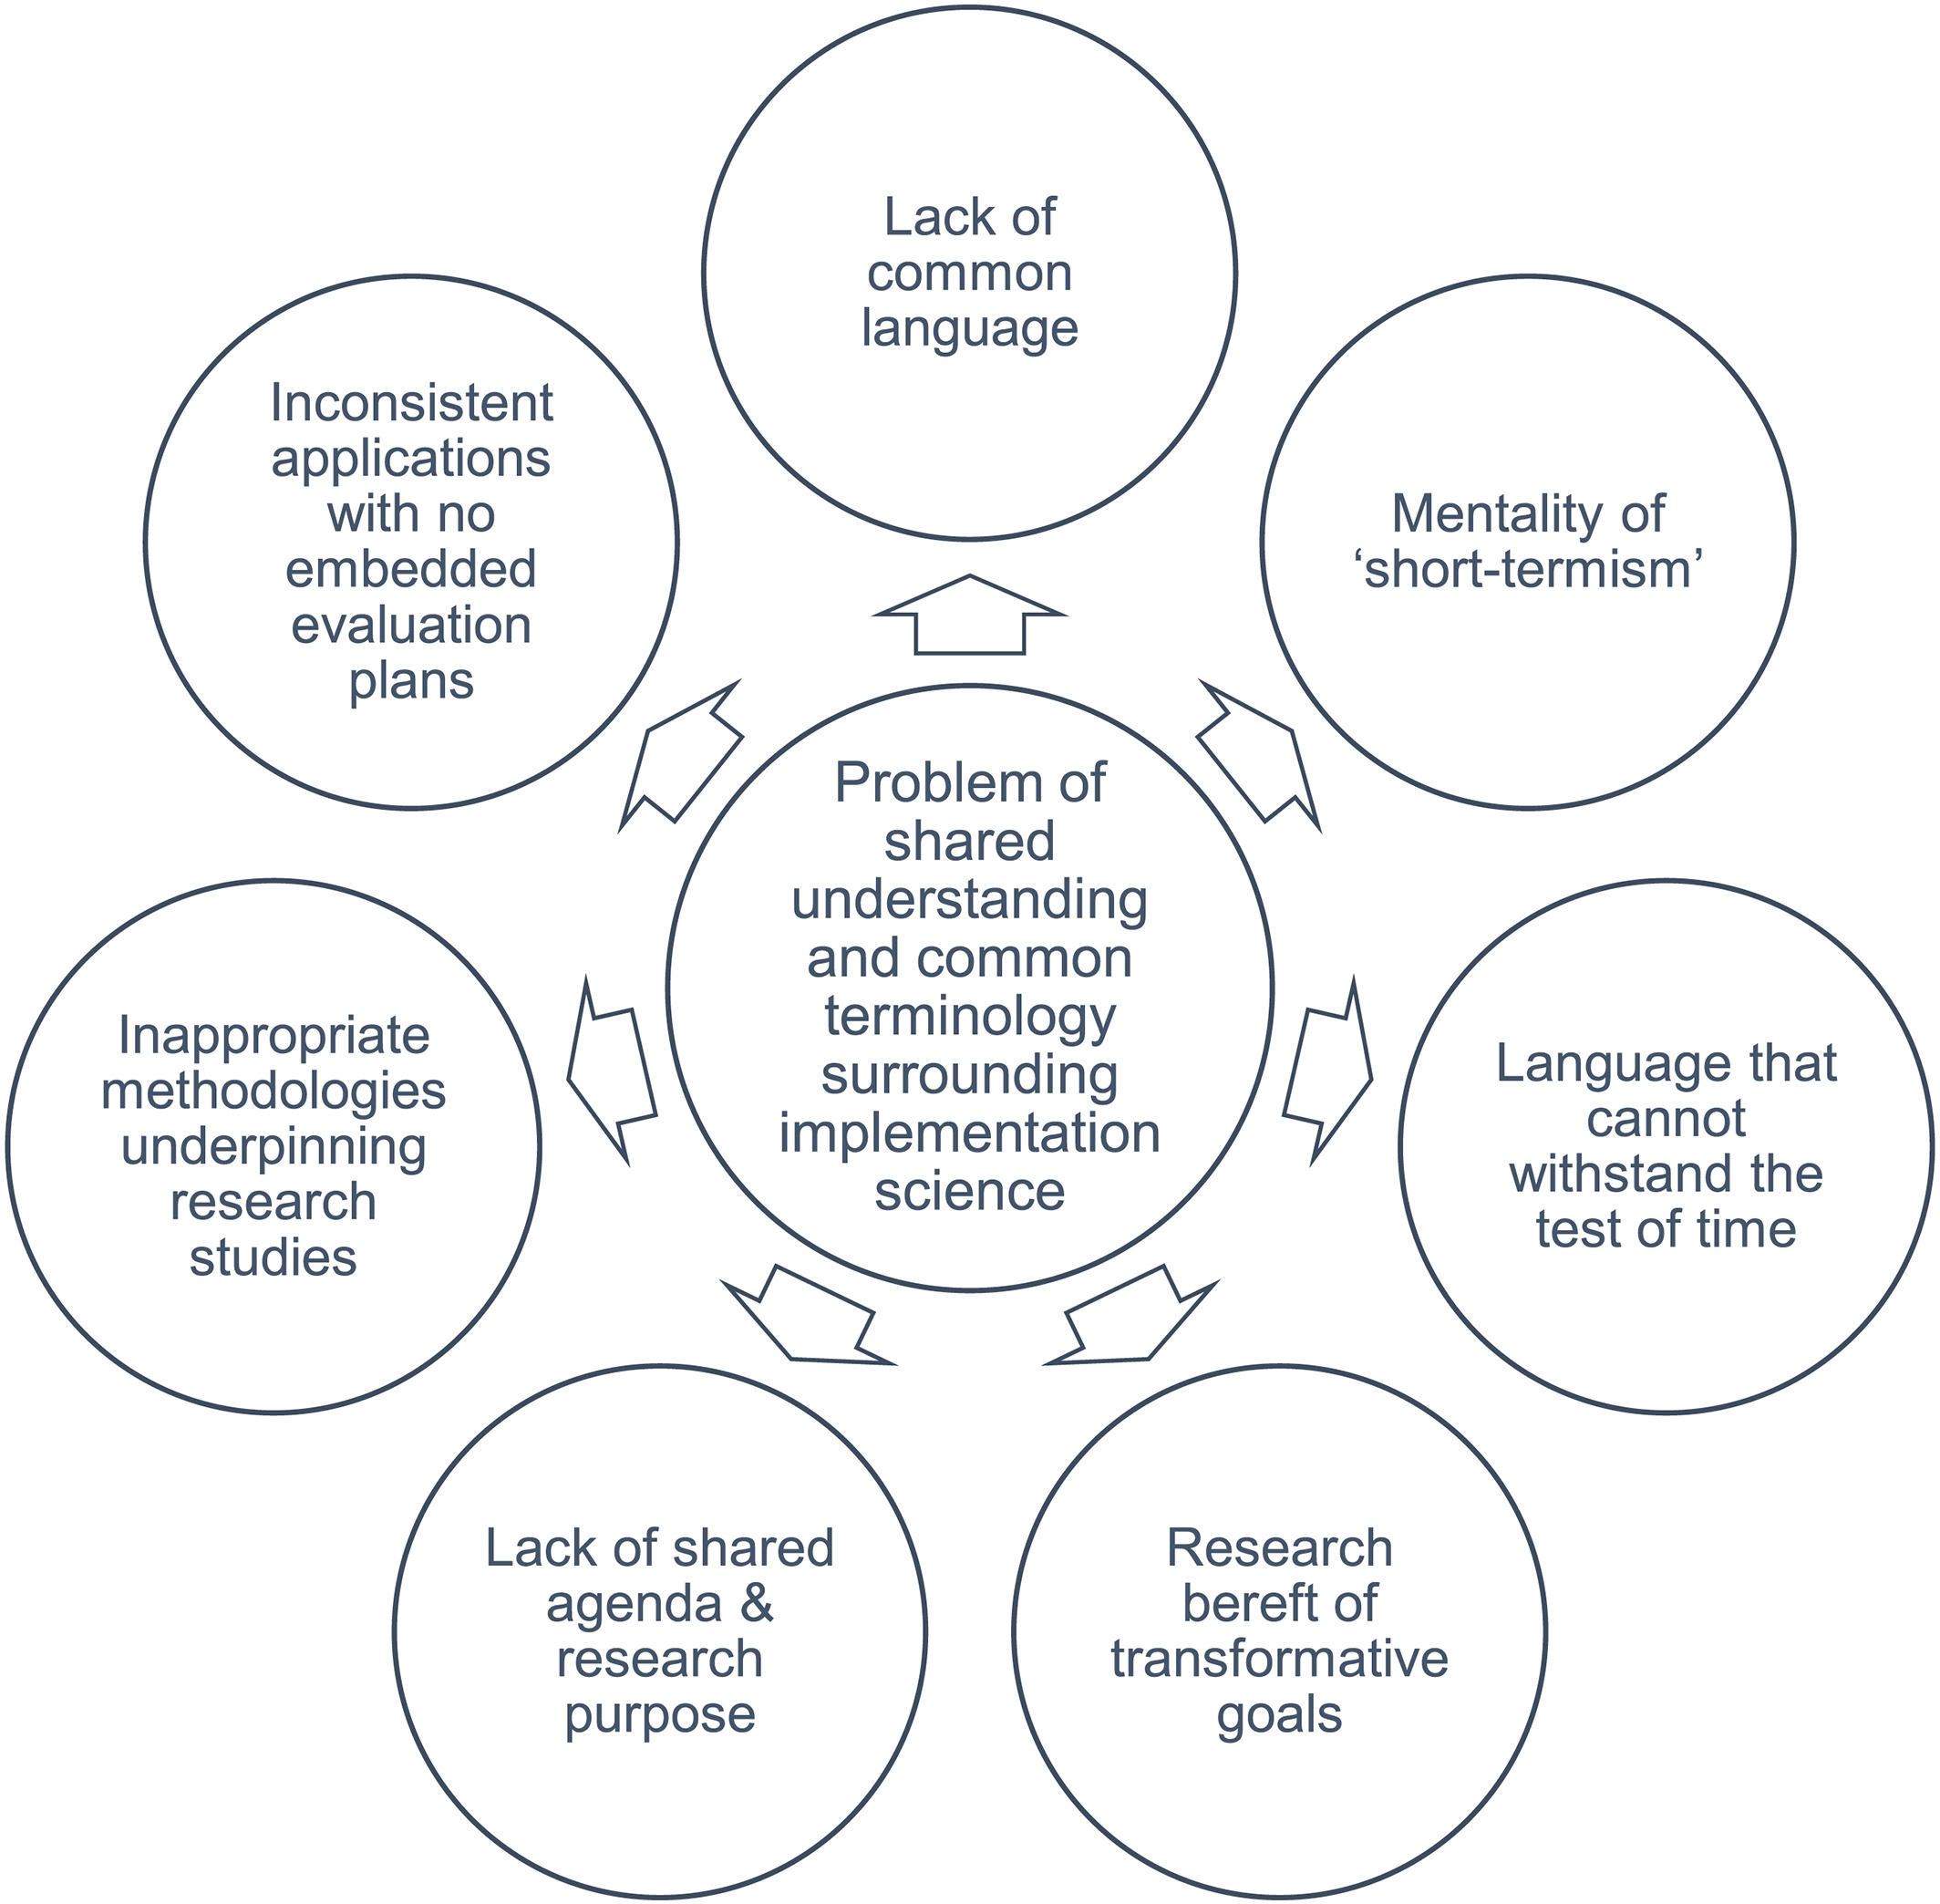 Lack of
common
language
Mentality of
‘short-termism’
Language that
cannot
withstand the
test of time
Research
bereft of
transformative
goals
Lack of shared
agenda &
research
purpose
Inappropriate
methodologies
underpinning
research
studies
Inconsistent
applications
with no
embedded
evaluation
plans
Problem of
shared
understanding
and common
terminology
surrounding
implementation
science